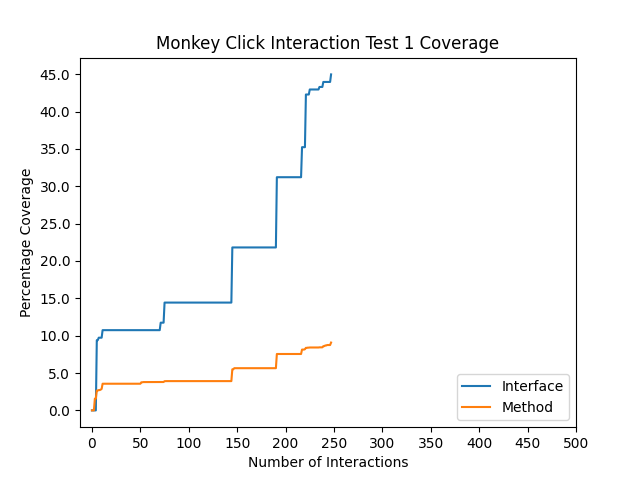 Monkey Click Interaction Test 1 Coverage
45.0
40.0
35.0
30.0
25.0
20.0
15.0
10.0
5.0
0.0
Percentage Coverage
Interface
Method
0 50 100 150 200 250 300 350 400 450 500
Number of Interactions